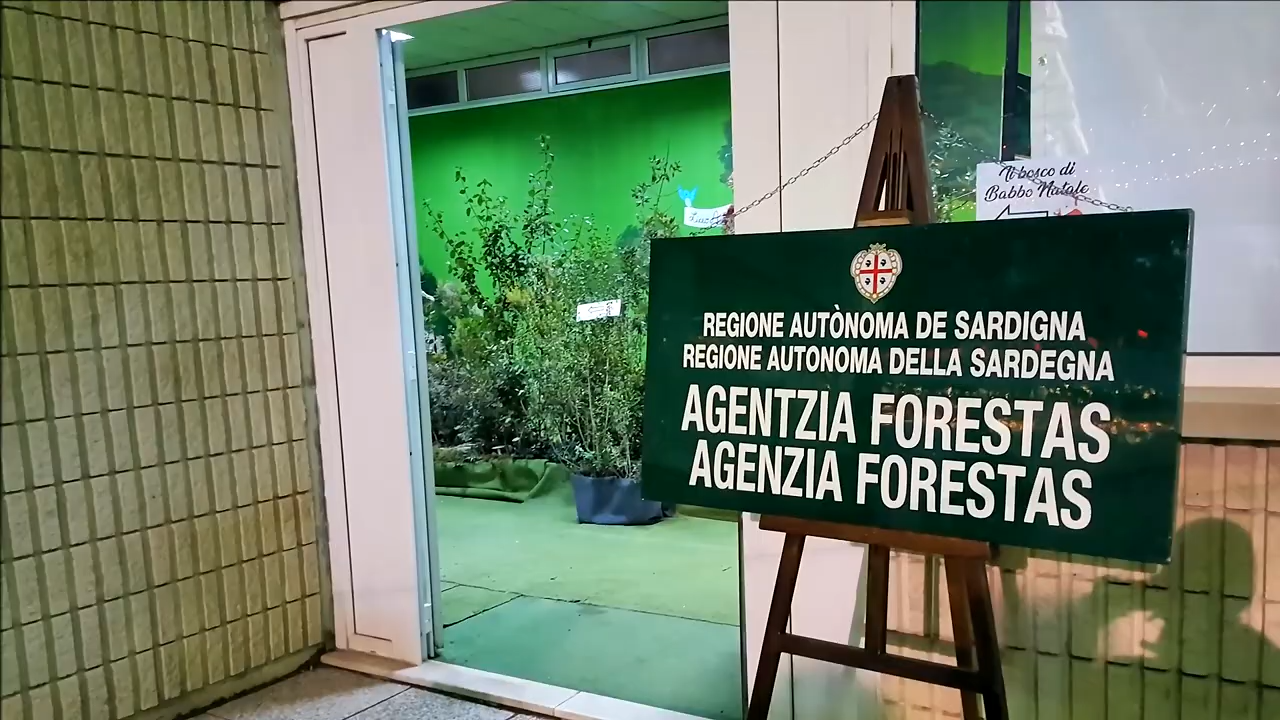 Il bosco di
Babbo Natale
REGIONE AUTÒNOMA DE SARDIGNA
REGIONE AUTONOMA DELLA SARDEGNA
AGENTZIA FORESTAS
AGENZIA FORESTAS